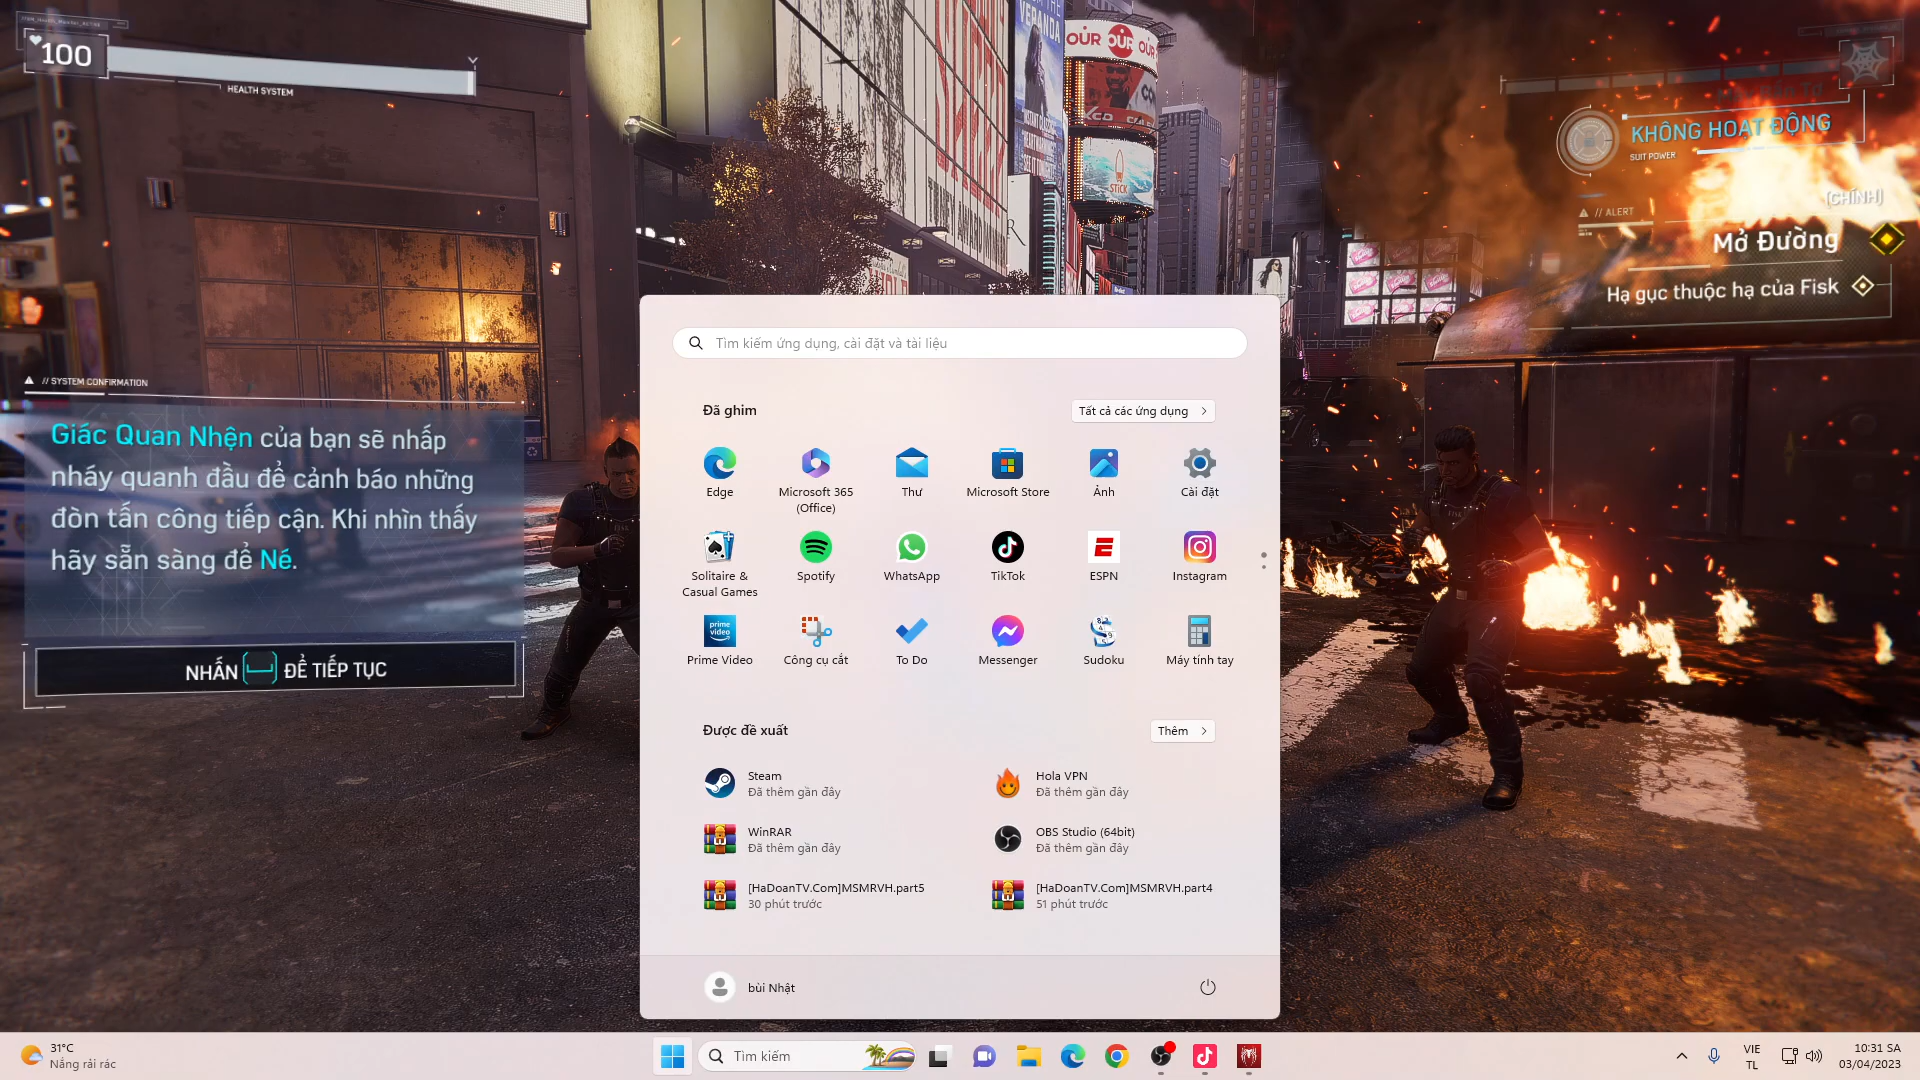 100
HEALTH SYSTEM
KHÔNG HOẠT ĐỘNG
SUIT POWER
[CHÍNH]
// ALERT
Mở Đường
Hạ gục thuộc hạ của Fisk
VERANDA
OUR
STICK
// SYSTEM CONFIRMATION
Giác Quan Nhện của bạn sẽ nhấp
nháy quanh đầu để cảnh báo những
đòn tấn công tiếp cận. Khi nhìn thấy
hãy sẵn sàng để Né.
NHẤN ĐỂ TIẾP TỤC
Tìm kiếm ứng dụng, cài đặt và tài liệu
Đã ghim
Tất cả các ứng dụng
Edge
Microsoft 365
(Office)
Thư
Microsoft Store
Ảnh
Cài đặt
Solitaire &
Casual Games
Spotify
WhatsApp
TikTok
ESPN
Instagram
prime
video
Prime Video
Công cụ cắt
To Do
Messenger
Sudoku
Máy tính tay
Được đề xuất
Thêm
Steam
Đã thêm gần đây
Hola VPN
Đã thêm gần đây
WinRAR
Đã thêm gần đây
OBS Studio (64bit)
Đã thêm gần đây
[HaDoanTV.Com]MSMRVH.part5
30 phút trước
[HaDoanTV.Com]MSMRVH.part4
51 phút trước
bùi Nhật
31°C
Nắng rải rác
Tìm kiếm
VIE
TL
10:31 SA
03/04/2023